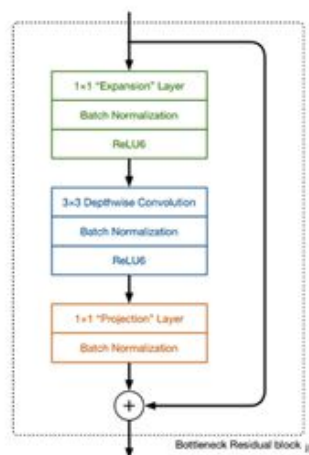 1×1 “Expansion” Layer
Batch Normalization
ReLU6
3×3 Depthwise Convolution
Batch Normalization
ReLU6
1×1 “Projection” Layer
Batch Normalization
+
Bottleneck Residual block